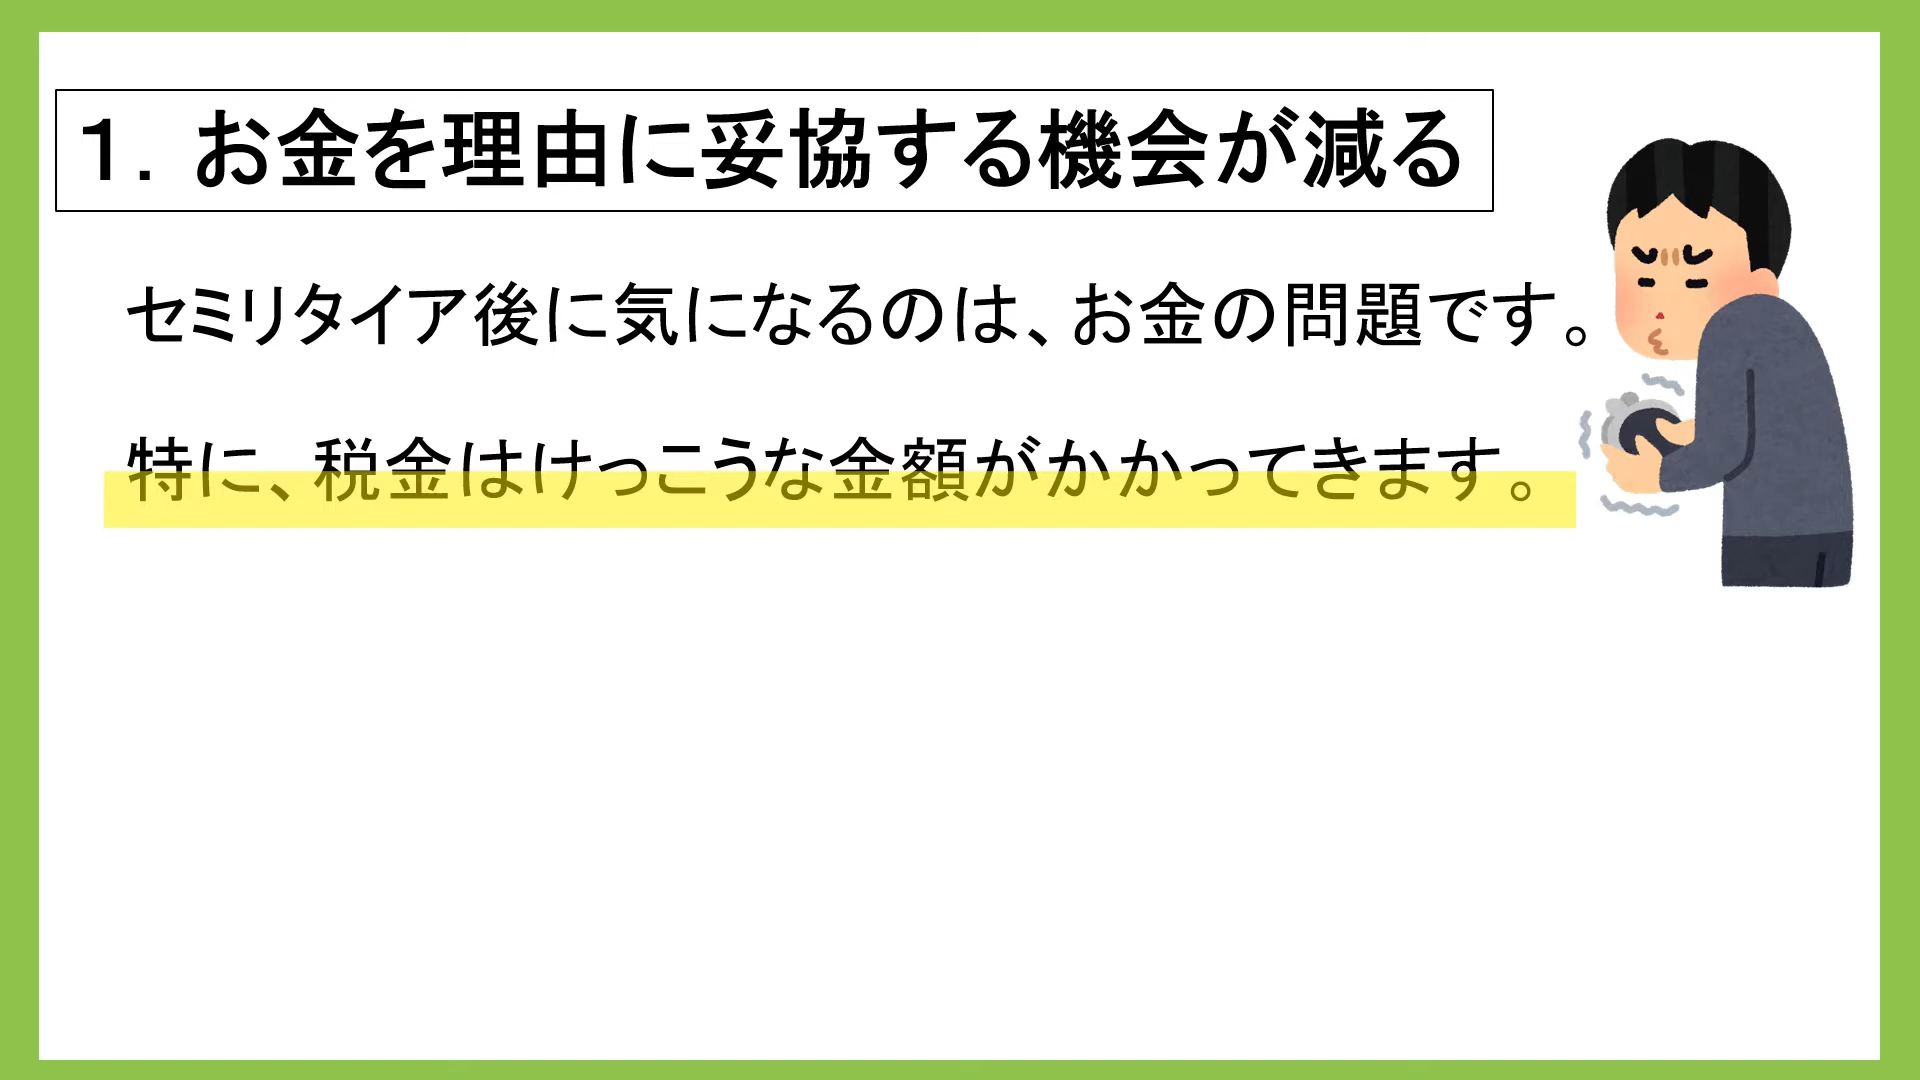 １．お金を理由に妥協する機会が減る
セミリタイア後に気になるのは、お金の問題です。
特に、税金はけっこうな金額がかかってきます。